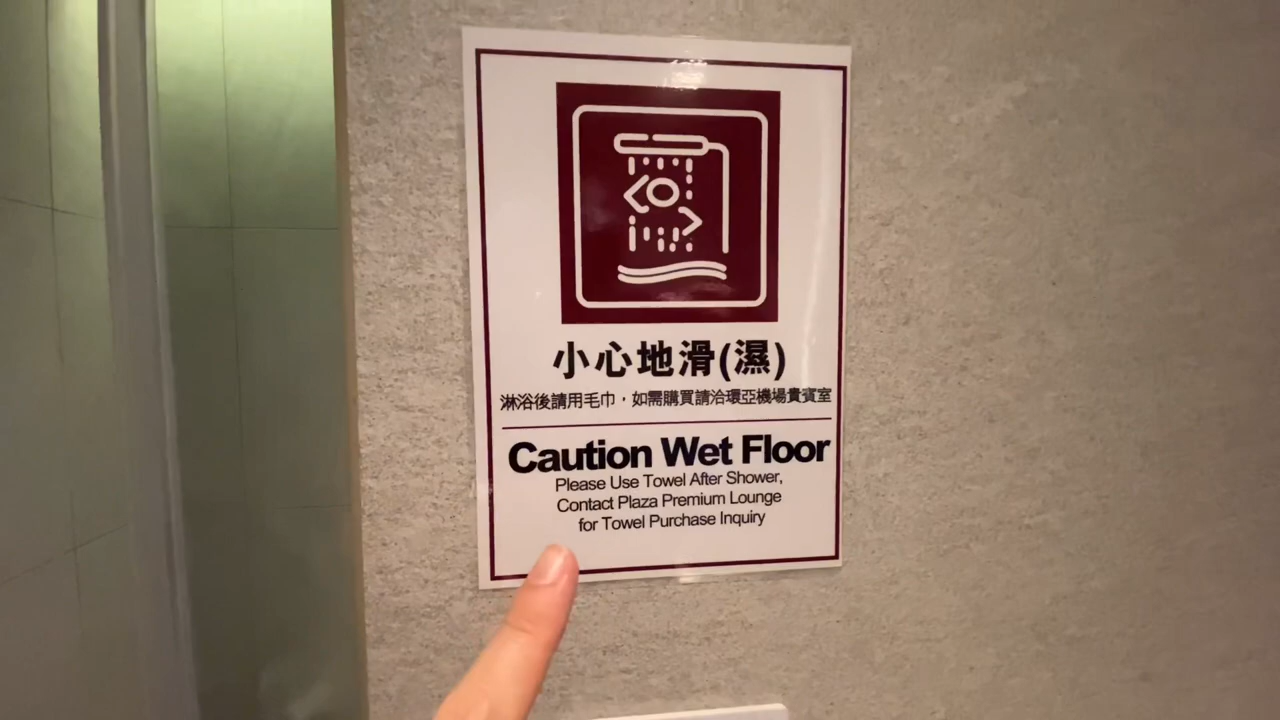 小心地滑(濕)
淋浴後請用毛巾，如需購買請洽環亞機場貴賓室
Caution Wet Floor
Please Use Towel After Shower,
Contact Plaza Premium Lounge
for Towel Purchase Inquiry